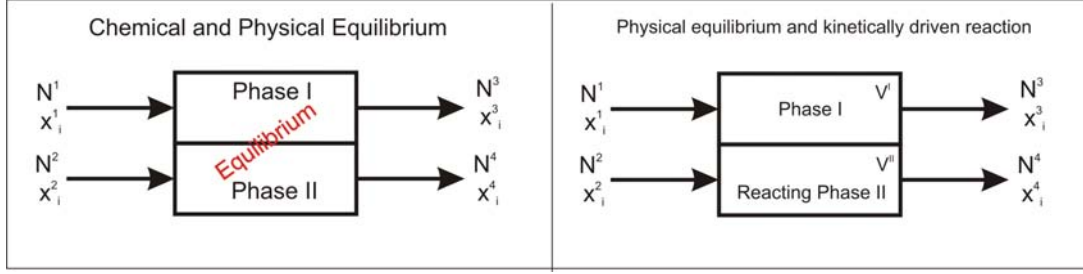 Chemical and Physical Equilibrium
N¹
x¹ᵢ
N²
x²ᵢ
Phase I
Equilibrium
Phase II
N³
x³ᵢ
N⁴
x⁴ᵢ
Physical equilibrium and kinetically driven reaction
N¹
x¹ᵢ
N²
x²ᵢ
Vᴵ
Phase I
Vᴵᴵ
Reacting Phase II
N³
x³ᵢ
N⁴
x⁴ᵢ